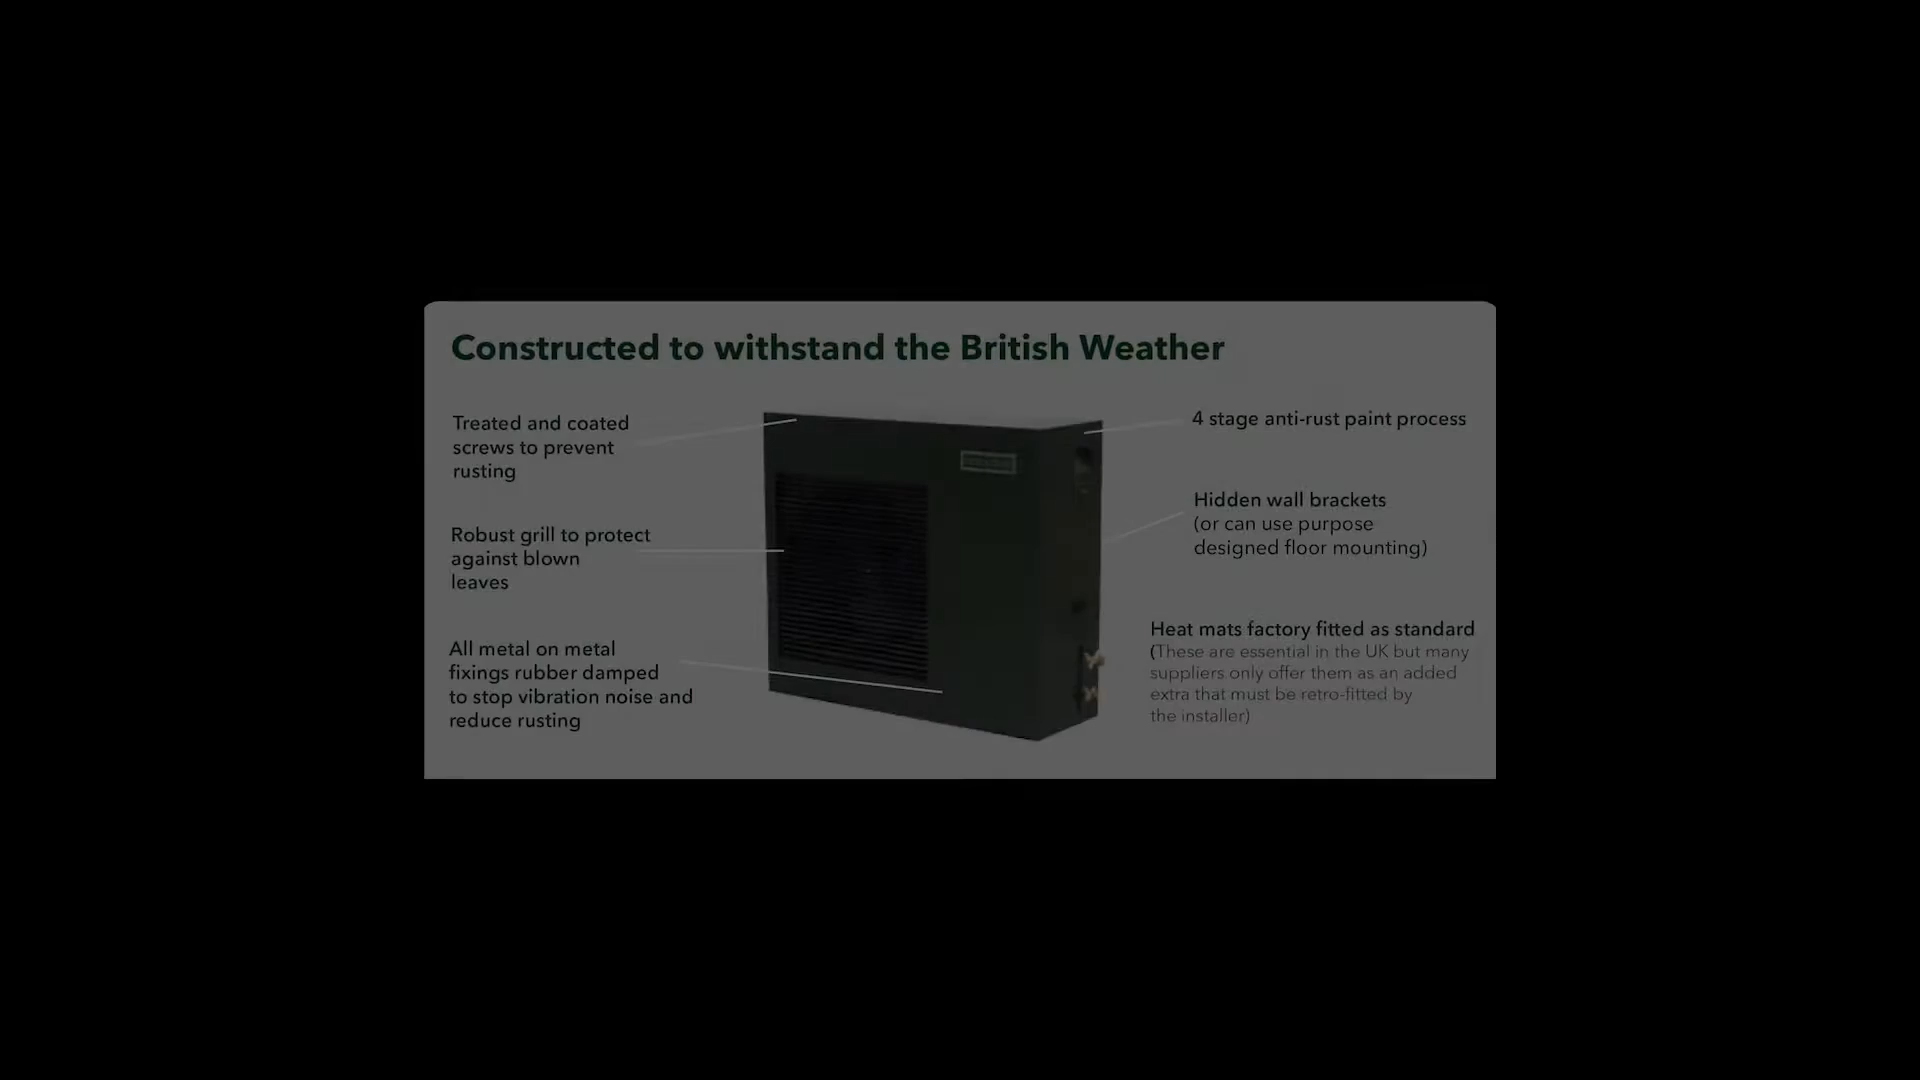 Constructed to withstand the British Weather
Treated and coated
screws to prevent
rusting
Robust grill to protect
against blown
leaves
All metal on metal
fixings rubber damped
to stop vibration noise and
reduce rusting
4 stage anti-rust paint process
Hidden wall brackets
(or can use purpose
designed floor mounting)
Heat mats factory fitted as standard
(These are essential in the UK but many
suppliers only offer them as an added
extra that must be retro-fitted by
the installer)